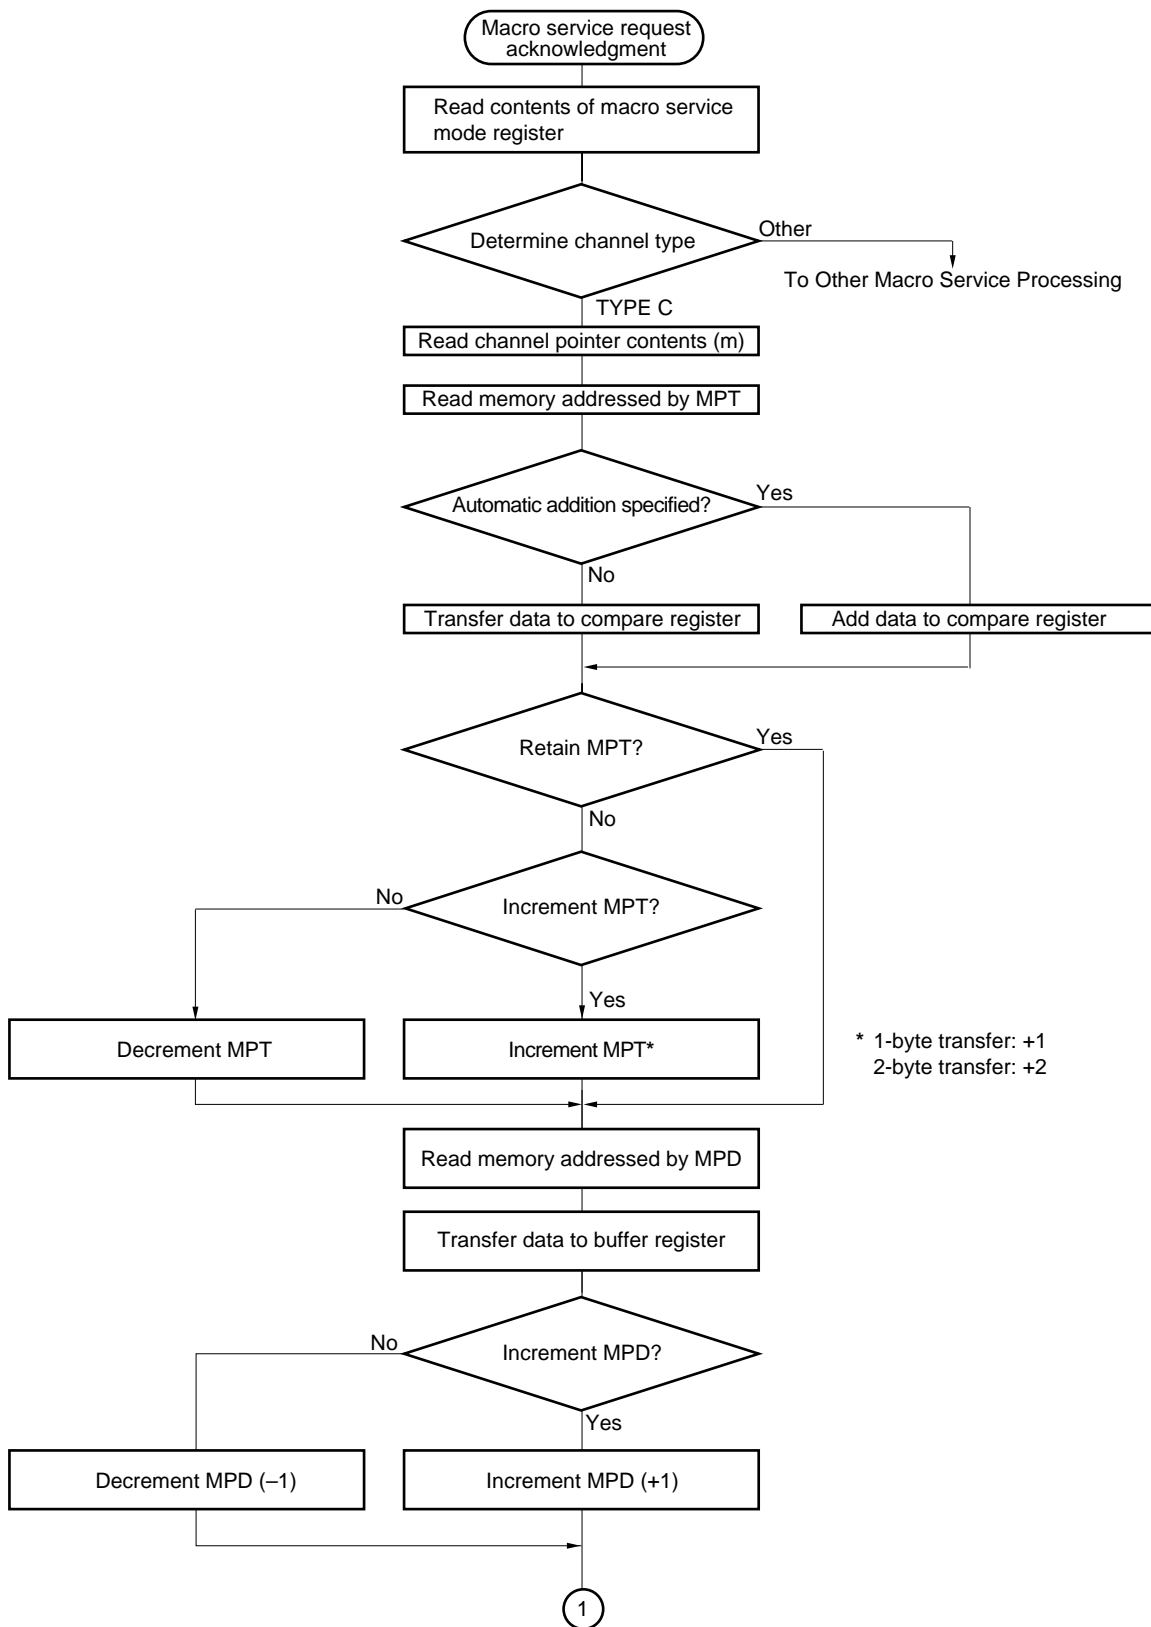 Macro service request
acknowledgment
Read contents of macro service
mode register
Determine channel type
Other
To Other Macro Service Processing
TYPE C
Read channel pointer contents (m)
Read memory addressed by MPT
Automatic addition specified?
Yes
No
Transfer data to compare register
Add data to compare register
Retain MPT?
Yes
No
No
Increment MPT?
Yes
Decrement MPT
Increment MPT*
* 1-byte transfer: +1
2-byte transfer: +2
Read memory addressed by MPD
Transfer data to buffer register
No
Increment MPD?
Yes
Decrement MPD (–1)
Increment MPD (+1)
1